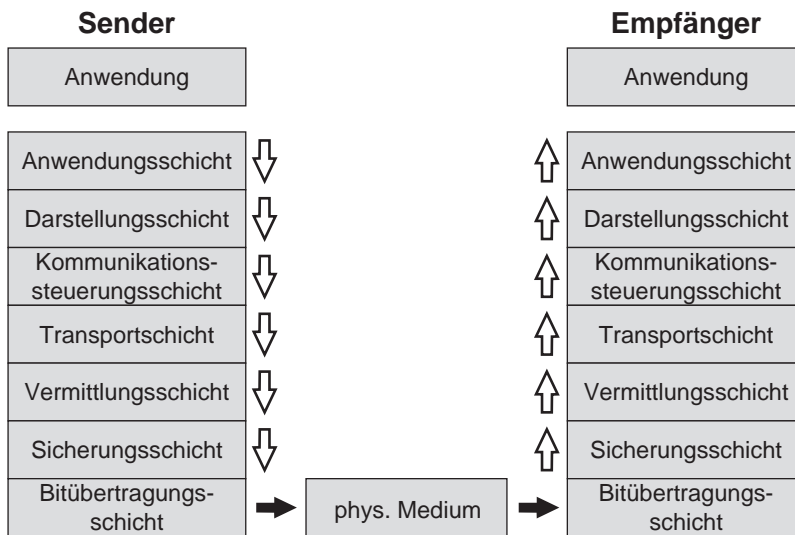 Sender
Empfänger
Anwendung
Anwendung
Anwendungsschicht
Anwendungsschicht
Darstellungsschicht
Darstellungsschicht
Kommunikations-
steuerungsschicht
Kommunikations-
steuerungsschicht
Transportschicht
Transportschicht
Vermittlungsschicht
Vermittlungsschicht
Sicherungsschicht
Sicherungsschicht
Bitübertragungs-
schicht
phys. Medium
Bitübertragungs-
schicht